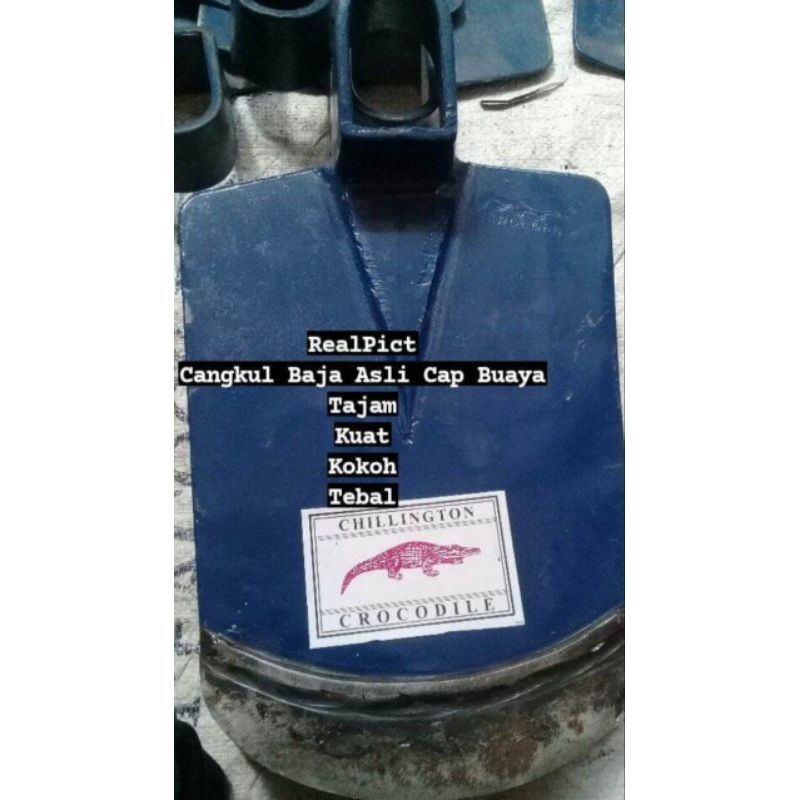 RealPict
Cangkul Baja Asli Cap Buaya
Tajam
Kuat
Kokoh
Tebal
CHILLINGTON
CROCODILE